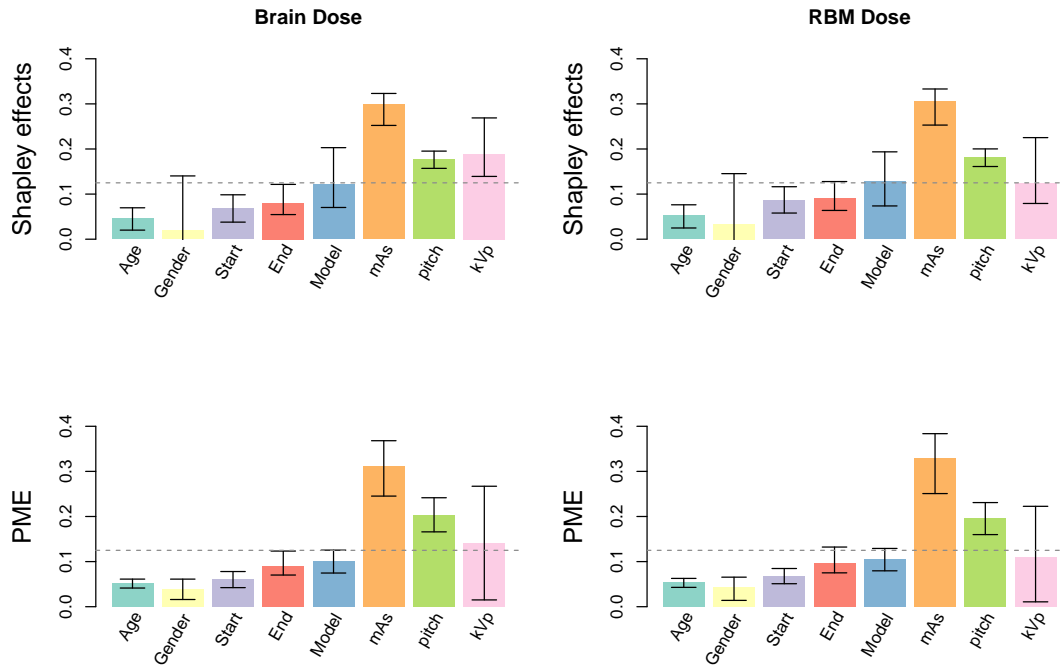 Brain Dose
RBM Dose
Shapley effects
0.0 0.1 0.2 0.3 0.4
Age Gender Start End Model mAs pitch kVp
Shapley effects
0.0 0.1 0.2 0.3 0.4
Age Gender Start End Model mAs pitch kVp
PME
0.0 0.1 0.2 0.3 0.4
Age Gender Start End Model mAs pitch kVp
PME
0.0 0.1 0.2 0.3 0.4
Age Gender Start End Model mAs pitch kVp